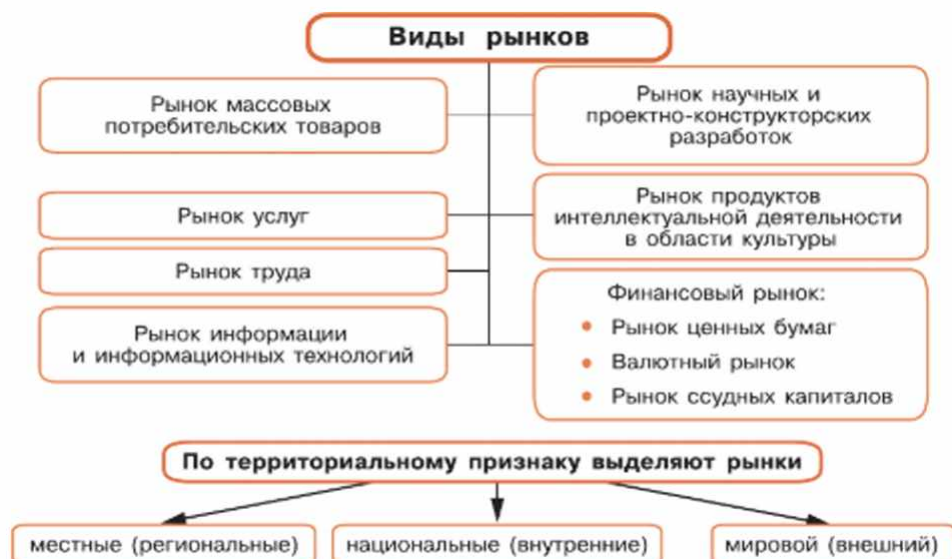 Виды рынков
Рынок массовых
потребительских товаров
Рынок научных и
проектно-конструкторских
разработок
Рынок услуг
Рынок продуктов
интеллектуальной деятельности
в области культуры
Рынок труда
Рынок информации
и информационных технологий
Финансовый рынок:
• Рынок ценных бумаг
• Валютный рынок
• Рынок ссудных капиталов
По территориальному признаку выделяют рынки
местные (региональные)
национальные (внутренние)
мировой (внешний)